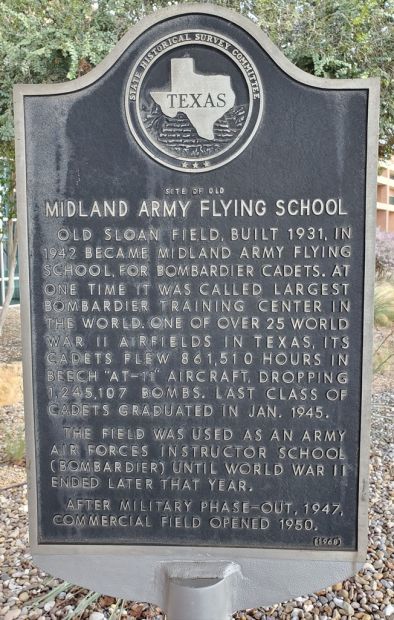 STATE HISTORICAL SURVEY COMMITTEE
TEXAS
SITE OF OLD
MIDLAND ARMY FLYING SCHOOL
OLD SLOAN FIELD, BUILT 1931, IN
1942 BECAME MIDLAND ARMY FLYING
SCHOOL, FOR BOMBARDIER CADETS. AT
ONE TIME IT WAS CALLED LARGEST
BOMBARDIER TRAINING CENTER IN
THE WORLD. ONE OF OVER 25 WORLD
WAR II AIRFIELDS IN TEXAS, ITS
CADETS FLEW 861,510 HOURS IN
BEECH "AT-11" AIRCRAFT, DROPPING
1,245,107 BOMBS. LAST CLASS OF
CADETS GRADUATED IN JAN. 1945.
THE FIELD WAS USED AS AN ARMY
AIR FORCES INSTRUCTOR SCHOOL
(BOMBARDIER) UNTIL WORLD WAR II
ENDED LATER THAT YEAR.
AFTER MILITARY PHASE-OUT, 1947,
COMMERCIAL FIELD OPENED 1950.
(1968)